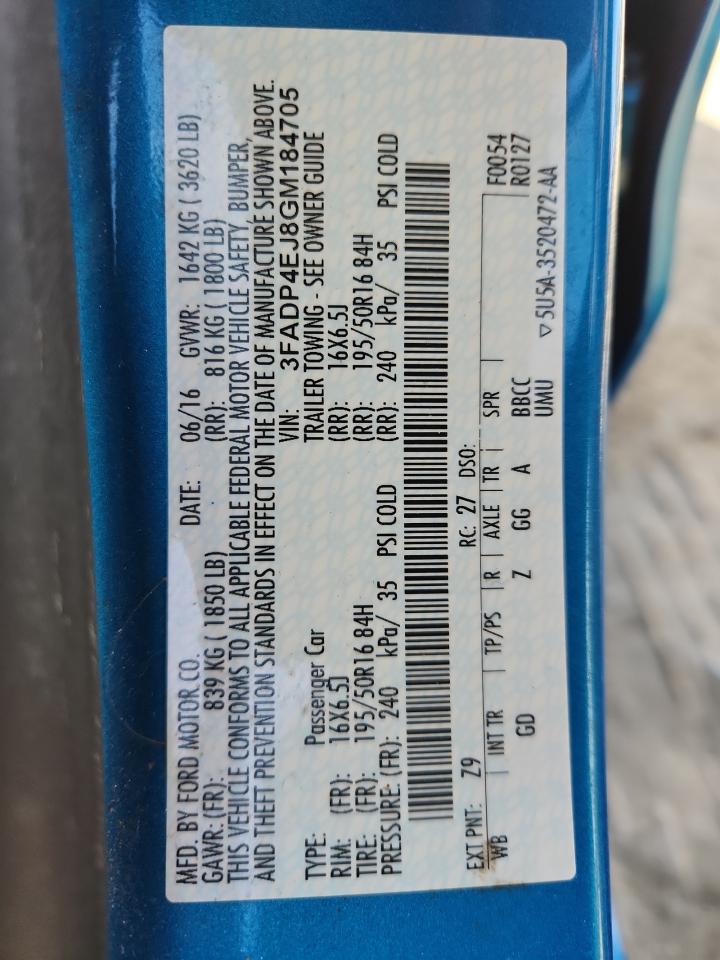 MFD. BY FORD MOTOR CO. DATE: 06/16 GVWR: 1642 KG ( 3620 LB)
GAWR: (FR): 839 KG ( 1850 LB) (RR): 816 KG ( 1800 LB)
THIS VEHICLE CONFORMS TO ALL APPLICABLE FEDERAL MOTOR VEHICLE SAFETY, BUMPER,
AND THEFT PREVENTION STANDARDS IN EFFECT ON THE DATE OF MANUFACTURE SHOWN ABOVE.
VIN: 3FADP4EJ8GM184705
TYPE: Passenger Car TRAILER TOWING - SEE OWNER GUIDE
RIM: (FR): 16X6.5J (RR): 16X6.5J
TIRE: (FR): 195/50R16 84H (RR): 195/50R16 84H
PRESSURE: (FR): 240 kPa/ 35 PSI COLD (RR): 240 kPa/ 35 PSI COLD
EXT PNT: Z9 RC: 27 DSO: F0054
WB INT TR TP/PS R AXLE TR SPR R0127
GD Z GG A BBCC
UMU ▽5U5A-3520472-AA